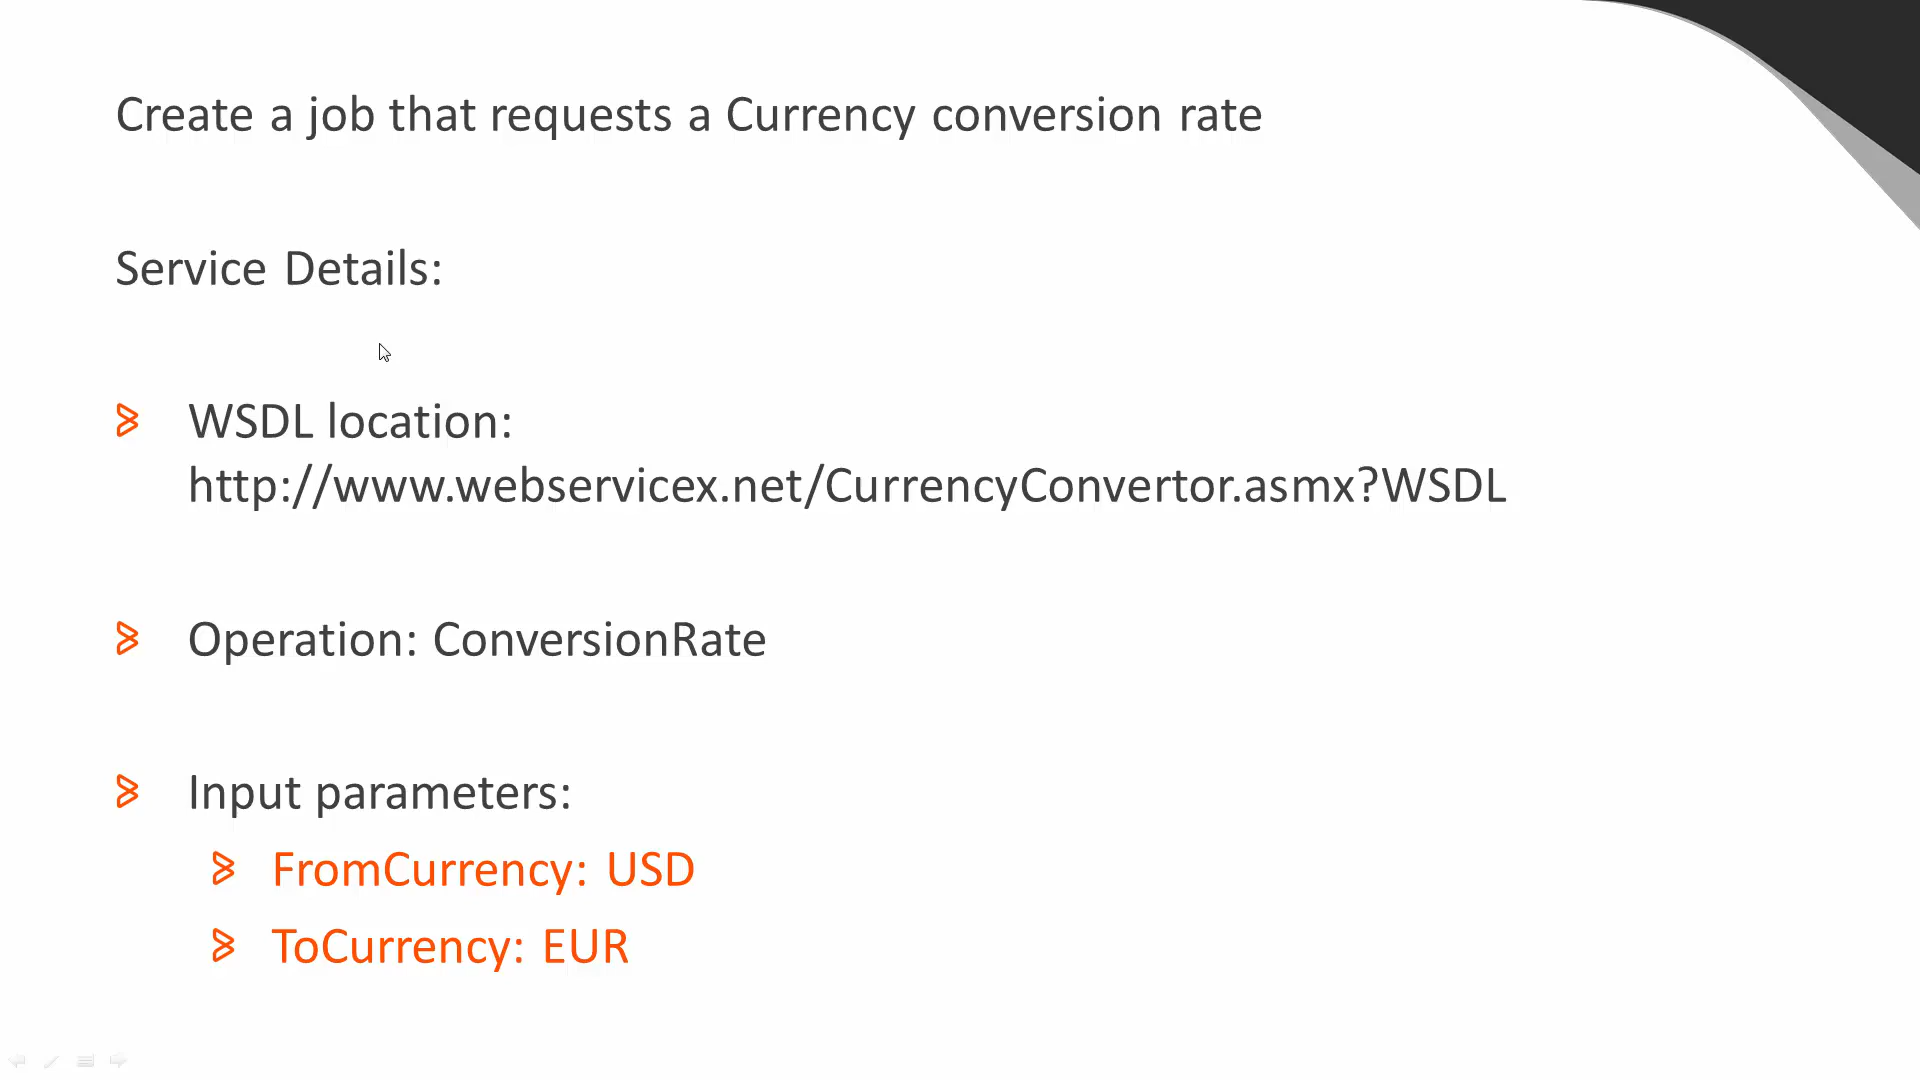 Create a job that requests a Currency conversion rate
Service Details:
WSDL location:
http://www.webservicex.net/CurrencyConvertor.asmx?WSDL
Operation: ConversionRate
Input parameters:
FromCurrency: USD
ToCurrency: EUR